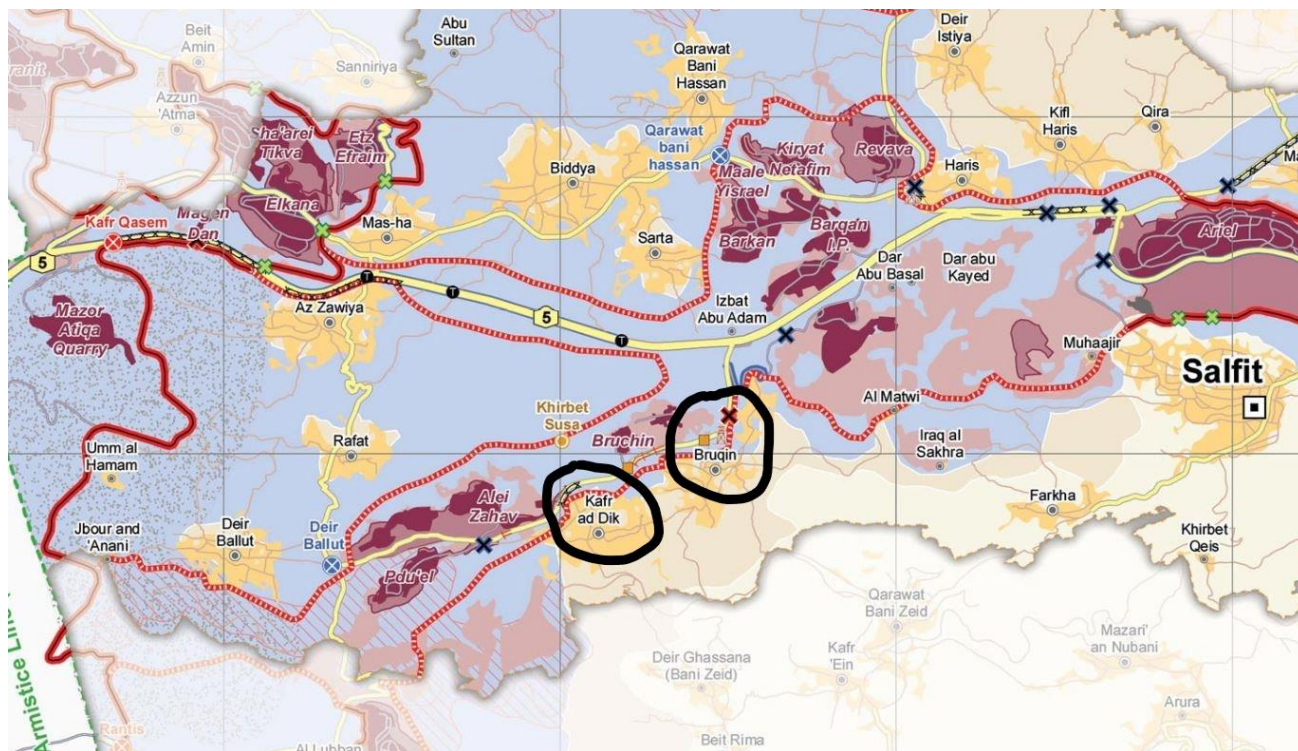 Beit
Amin
Abu
Sultan
Deir
Istiya
Sanniriya
Qarawat
Bani
Hassan
Azzun
'Atma
Kifl
Haris
Qira
Sha'arei
Tikva
Etz
Efraim
Qarawat
bani
hassan
Kiryat
Netafim
Revava
Biddya
Maale
Yisrael
Haris
Elkana
Mas-ha
Kafr Qasem
Magen
Dan
Sarta
Barkan
Barqan
I.P.
Ariel
5
Dar
Abu Basal
Dar abu
Kayed
Az Zawiya
T
T
T
5
Izbat
Abu Adam
Mazor
Atiqa
Quarry
Muhaajir
Salfit
Al Matwi
Khirbet
Susa
Bruchin
Rafat
Bruqin
Iraq al
Sakhra
Umm al
Hamam
Alei
Zahav
Kafr
ad Dik
Farkha
Jbour and
'Anani
Deir
Ballut
Deir
Ballut
Khirbet
Qeis
Pdu'el
Qarawat
Bani Zeid
Mazari'
an Nubani
Deir Ghassana
(Bani Zeid)
Kafr
'Ein
Arura
Rantis
Beit Rima
Armistice Line